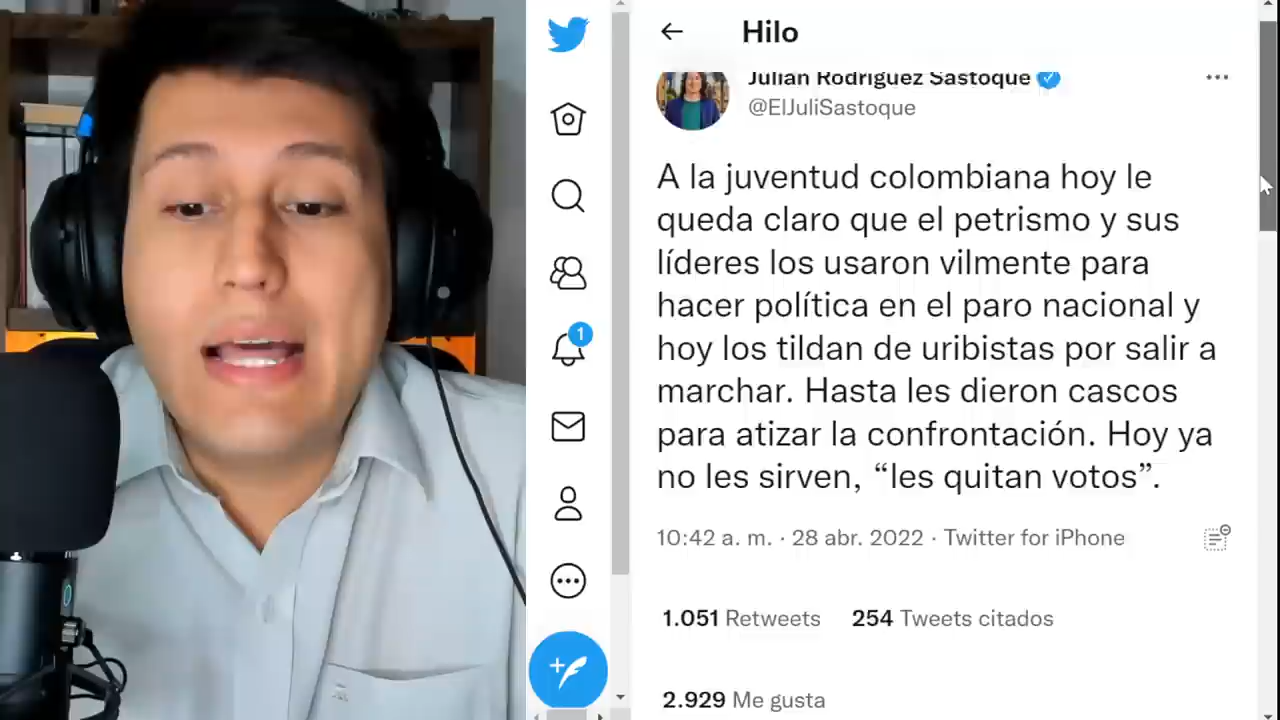 Hilo
Julián Rodríguez Sastoque
@ElJuliSastoque
A la juventud colombiana hoy le
queda claro que el petrismo y sus
líderes los usaron vilmente para
hacer política en el paro nacional y
hoy los tildan de uribistas por salir a
marchar. Hasta les dieron cascos
para atizar la confrontación. Hoy ya
no les sirven, “les quitan votos”.
10:42 a. m. · 28 abr. 2022 · Twitter for iPhone
1.051 Retweets 254 Tweets citados
2.929 Me gusta
1